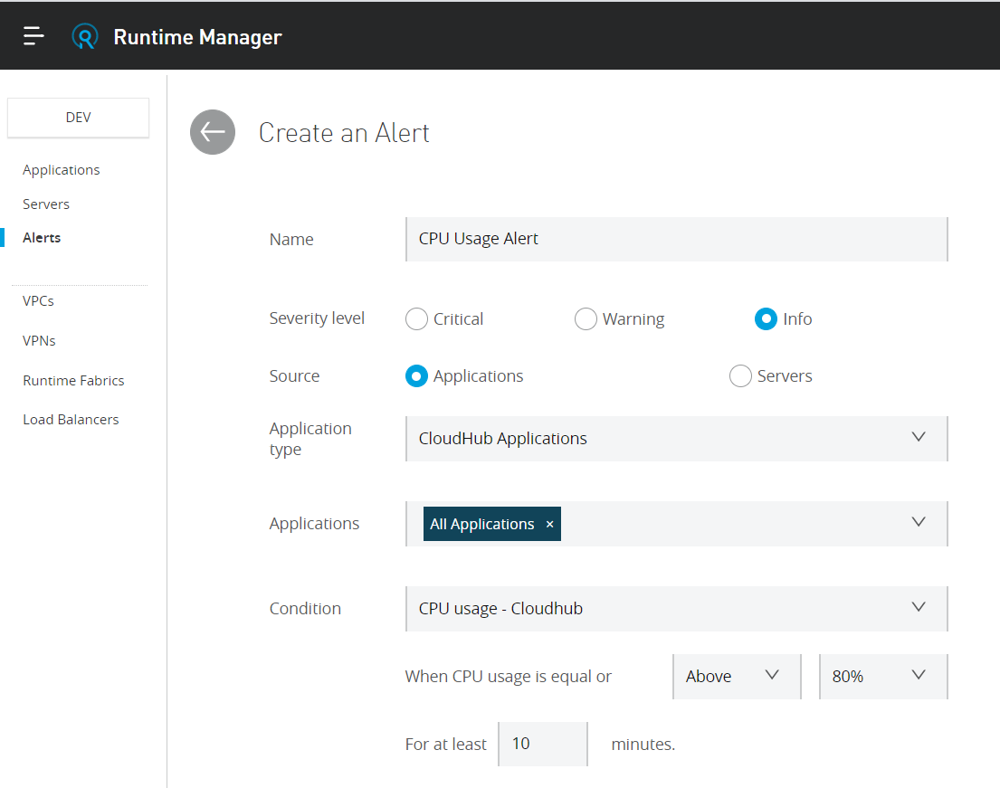 Runtime Manager
DEV
Applications
Servers
Alerts
VPCs
VPNs
Runtime Fabrics
Load Balancers
Create an Alert
Name
CPU Usage Alert
Severity level
Critical
Warning
Info
Source
Applications
Servers
Application
type
CloudHub Applications
Applications
All Applications ×
Condition
CPU usage - Cloudhub
When CPU usage is equal or
Above
80%
For at least
10
minutes.